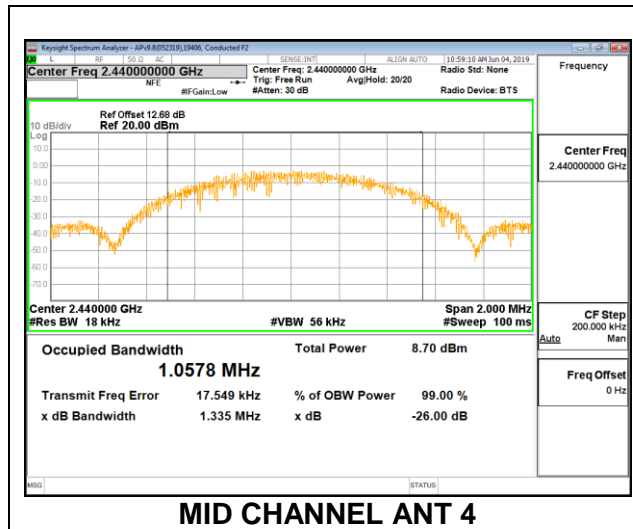 Keysight Spectrum Analyzer - APv9.8(052319),19406, Conducted F2
L RF 50 Ω AC SENSE:INT ALIGN AUTO 10:59:10 AM Jun 04, 2019
Center Freq 2.440000000 GHz Center Freq: 2.440000000 GHz Radio Std: None Frequency
NFE Trig: Free Run Avg|Hold: 20/20
#IFGain:Low #Atten: 30 dB Radio Device: BTS
Ref Offset 12.68 dB
10 dB/div Ref 20.00 dBm
Log
10.0
0.00
-10.0
-20.0
-30.0
-40.0
-50.0
-60.0
-70.0
Center Freq
2.440000000 GHz
Center 2.440000 GHz Span 2.000 MHz
#Res BW 18 kHz #VBW 56 kHz #Sweep 100 ms
CF Step
200.000 kHz
Auto Man
Occupied Bandwidth Total Power 8.70 dBm
1.0578 MHz
Freq Offset
0 Hz
Transmit Freq Error 17.549 kHz % of OBW Power 99.00 %
x dB Bandwidth 1.335 MHz x dB -26.00 dB
MSG STATUS
MID CHANNEL ANT 4